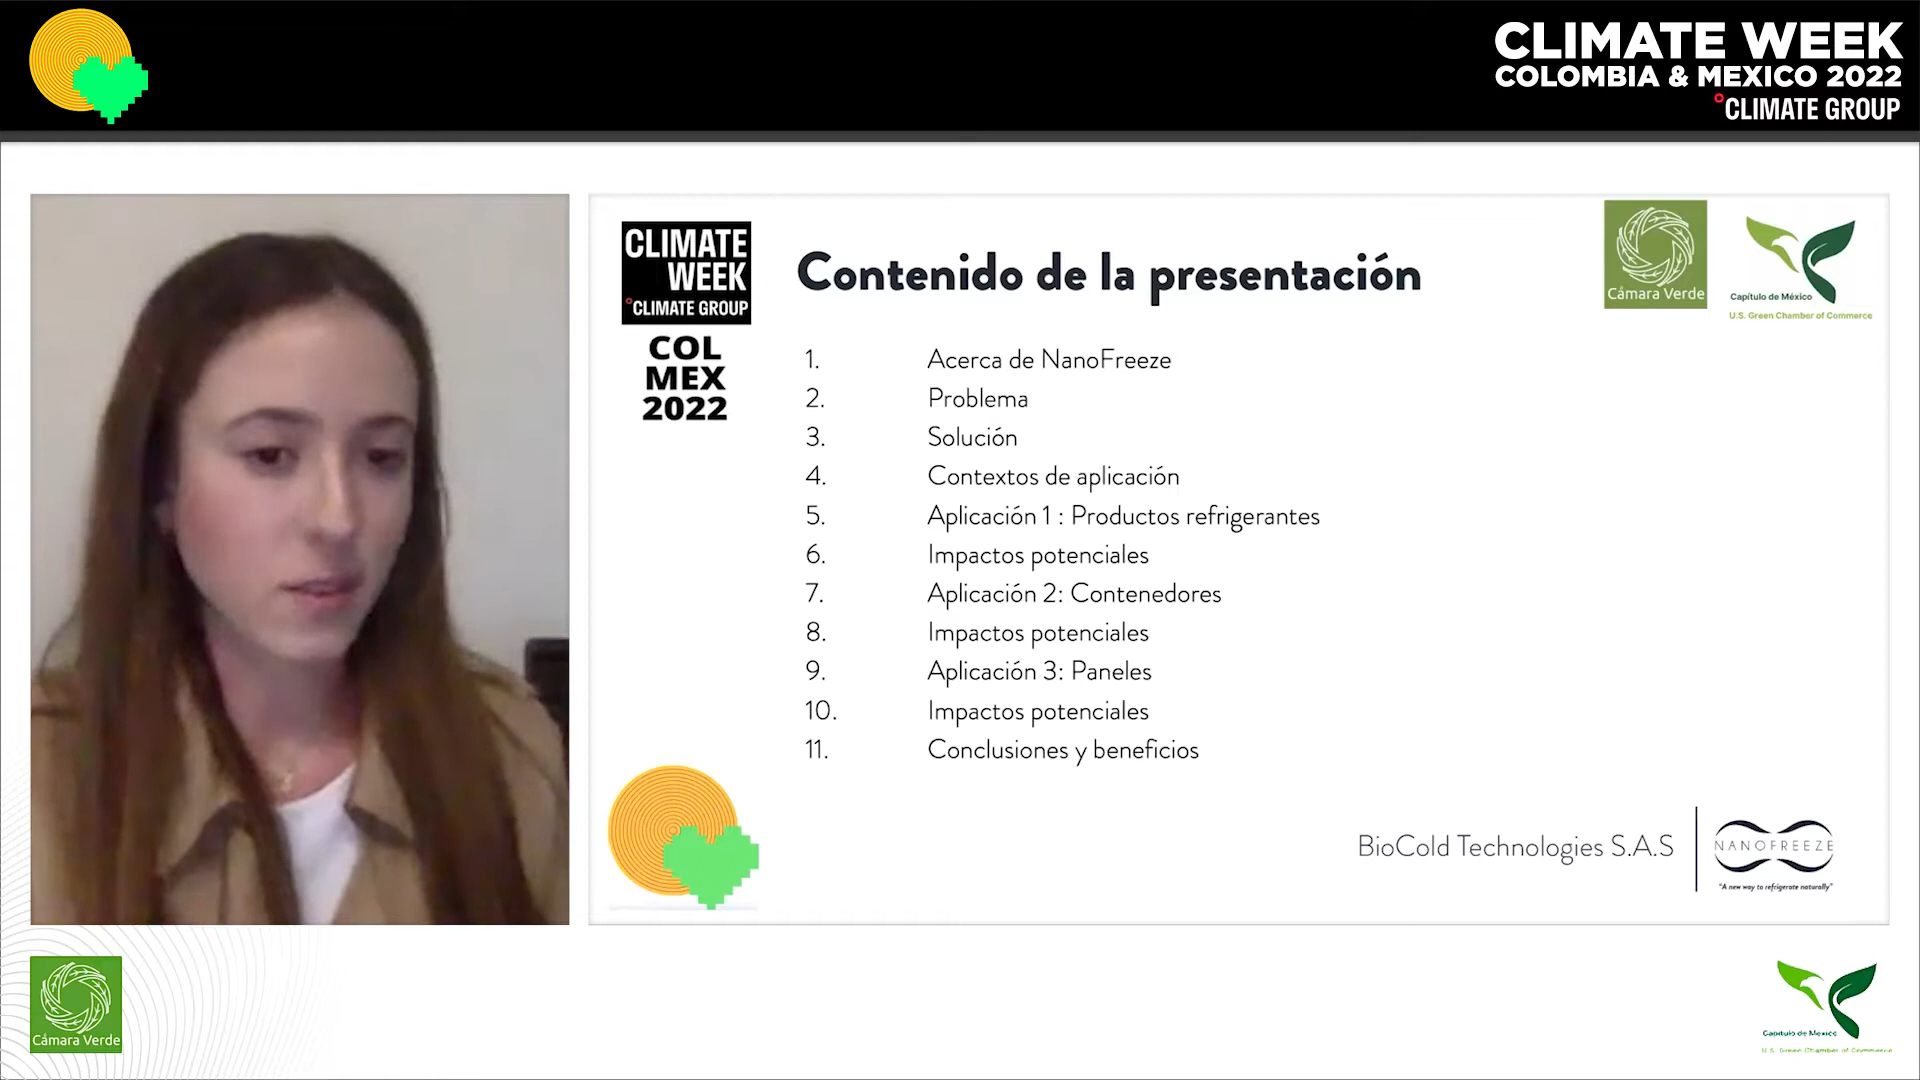 CLIMATE WEEK
COLOMBIA & MEXICO 2022
°CLIMATE GROUP
CLIMATE
WEEK
°CLIMATE GROUP
COL
MEX
2022
Contenido de la presentación
Cámara Verde
Capítulo de México
U.S. Green Chamber of Commerce
1. Acerca de NanoFreeze
2. Problema
3. Solución
4. Contextos de aplicación
5. Aplicación 1 : Productos refrigerantes
6. Impactos potenciales
7. Aplicación 2: Contenedores
8. Impactos potenciales
9. Aplicación 3: Paneles
10. Impactos potenciales
11. Conclusiones y beneficios
BioCold Technologies S.A.S
NANOFREEZE
"A new way to refrigerate naturally"
Cámara Verde
Capítulo de México
U.S. Green Chamber of Commerce